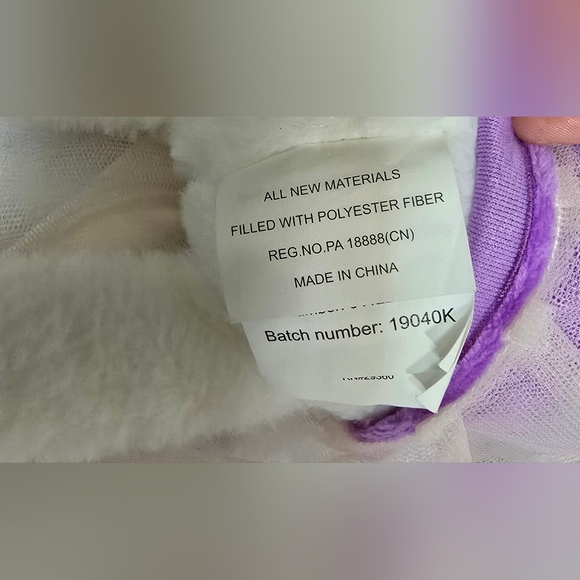 ALL NEW MATERIALS
FILLED WITH POLYESTER FIBER
REG.NO.PA 18888(CN)
MADE IN CHINA
Batch number: 19040K